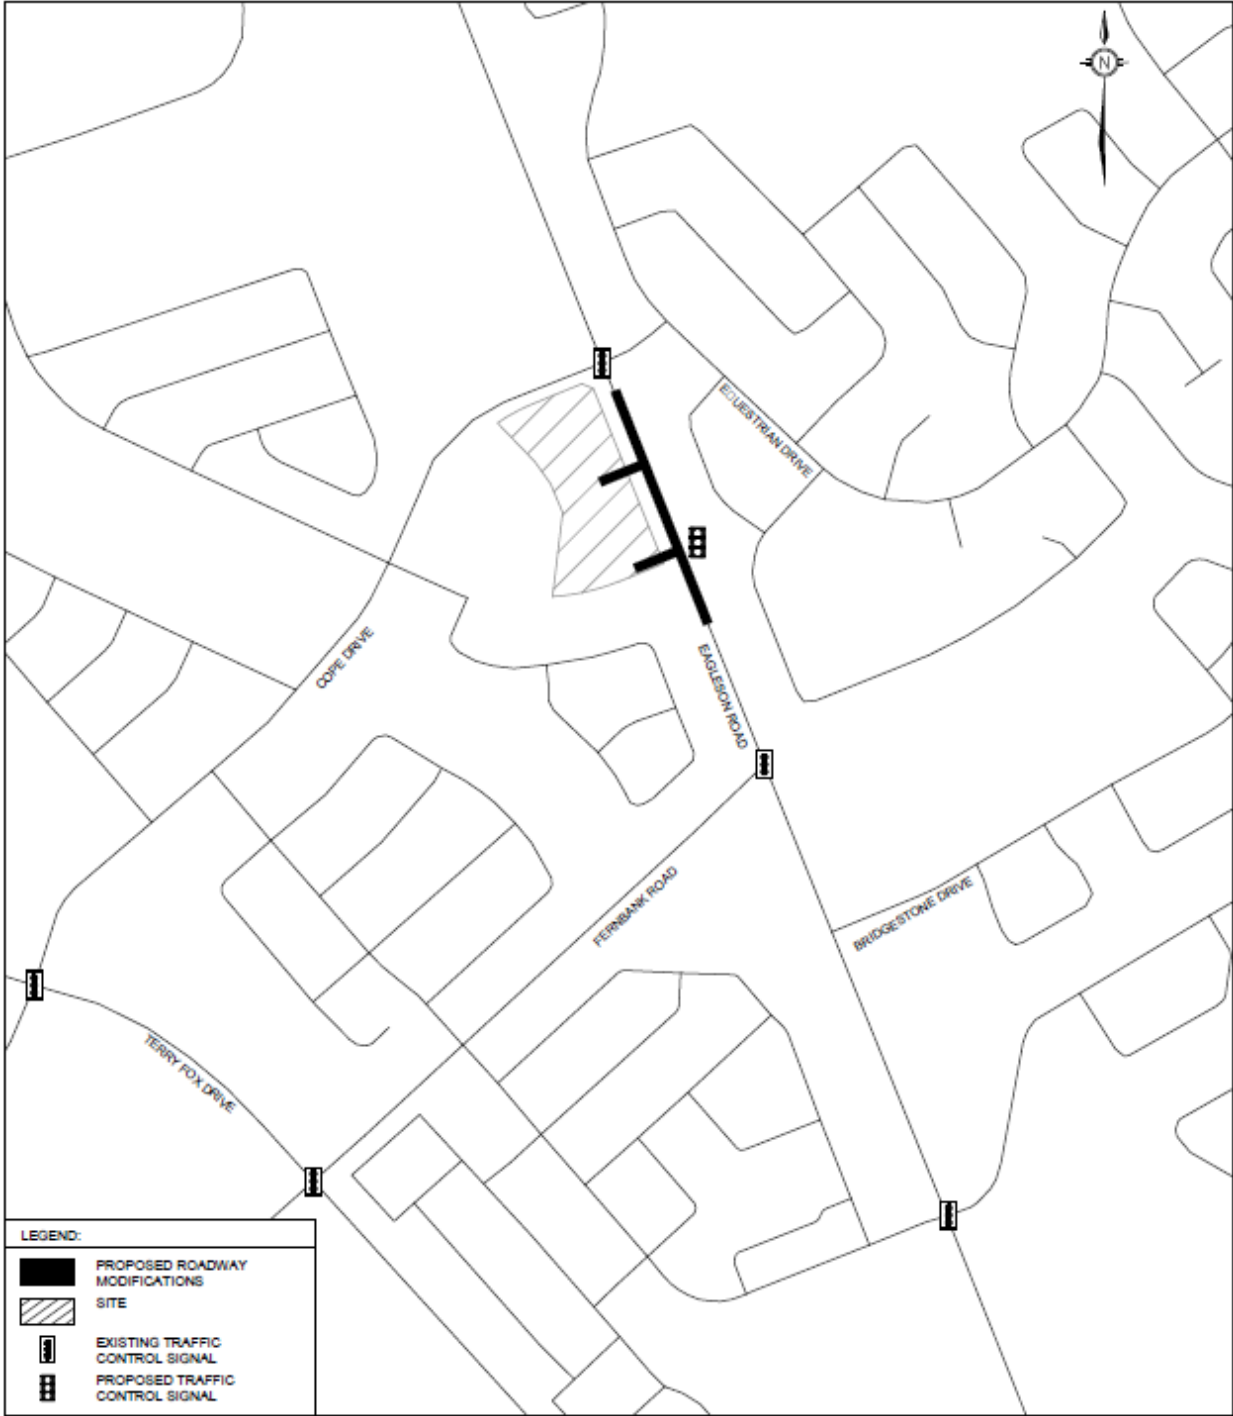 N
EQUESTRIAN DRIVE
COPE DRIVE
EAGLESON ROAD
FERNBANK ROAD
BRIDGESTONE DRIVE
TERRY FOX DRIVE
LEGEND:
PROPOSED ROADWAY
MODIFICATIONS
SITE
EXISTING TRAFFIC
CONTROL SIGNAL
PROPOSED TRAFFIC
CONTROL SIGNAL